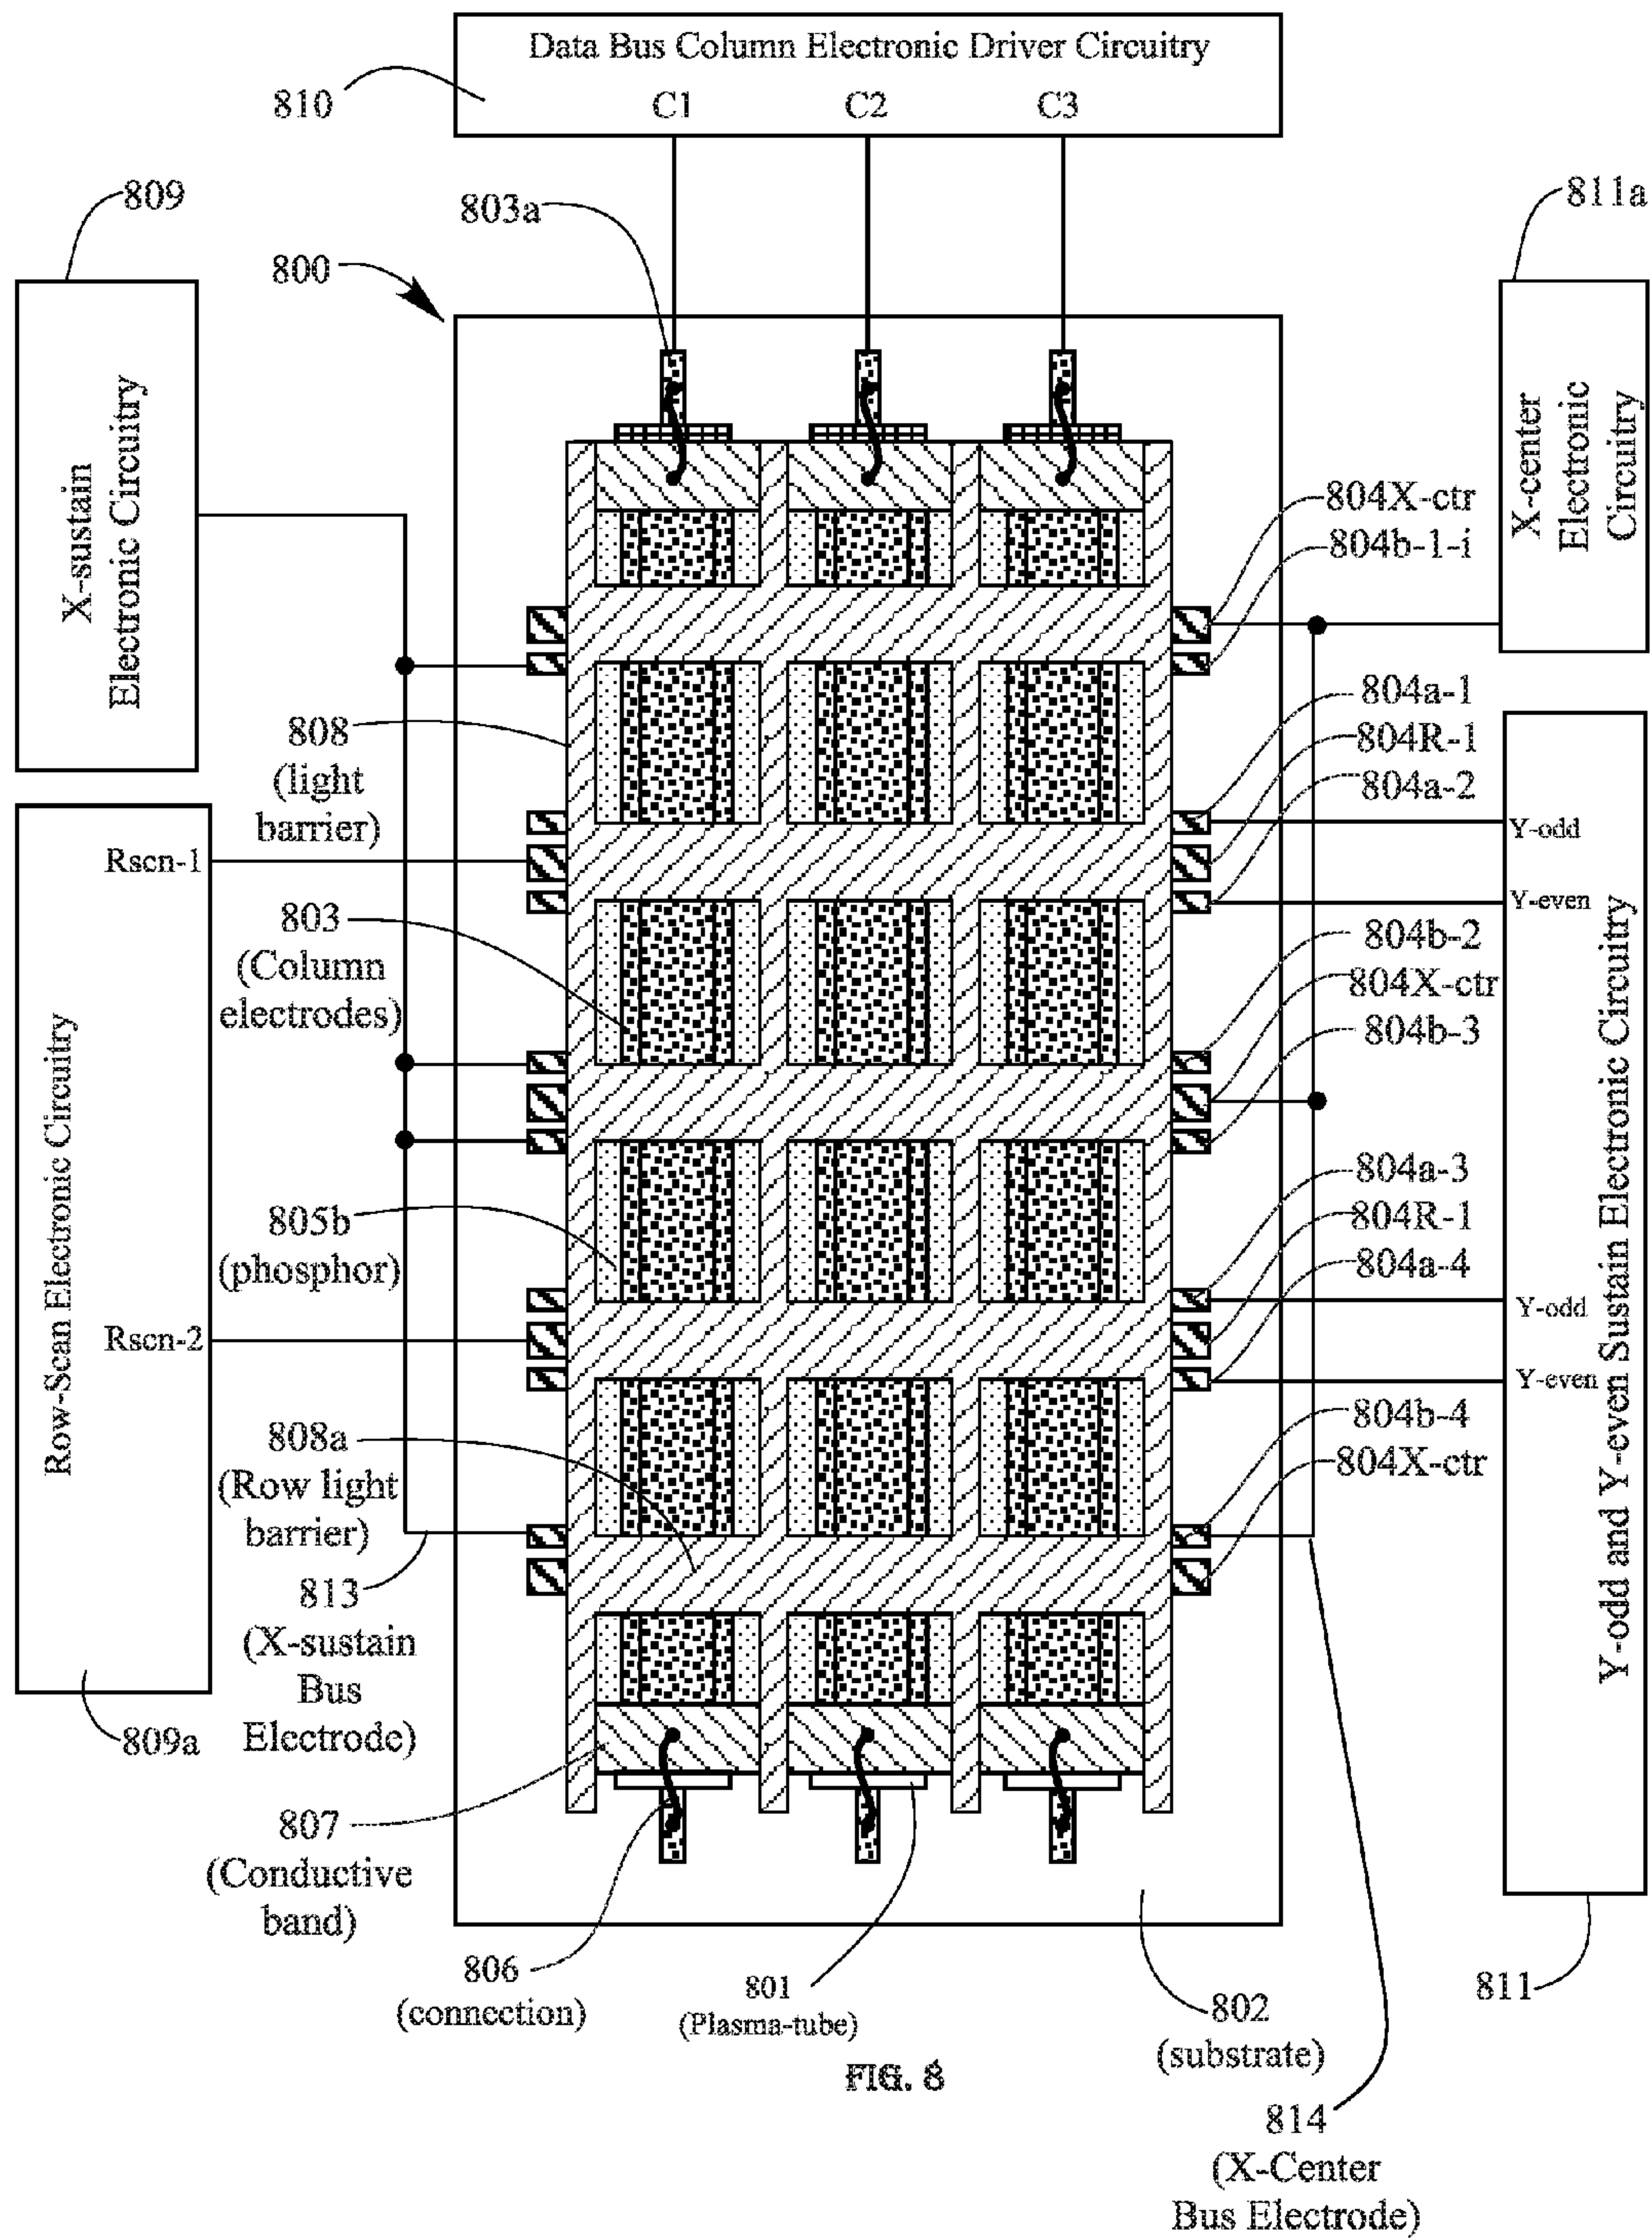 Data Bus Column Electronic Driver Circuitry
810
C1 C2 C3
809
803a
811a
800
X-sustain
Electronic Circuitry
X-center
Electronic
Circuitry
804X-ctr
804b-1-i
808
(light
barrier)
804a-1
804R-1
804a-2
Y-odd
Rscn-1
Y-even
803
(Column
electrodes)
804b-2
804X-ctr
804b-3
Row-Scan Electronic Circuitry
Y-odd and Y-even Sustain Electronic Circuitry
805b
(phosphor)
804a-3
804R-1
804a-4
Y-odd
Rscn-2
Y-even
808a
(Row light
barrier)
804b-4
804X-ctr
813
(X-sustain
Bus
Electrode)
809a
807
(Conductive
band)
806
(connection)
801
(Plasma-tube)
802
(substrate)
811
FIG. 8
814
(X-Center
Bus Electrode)